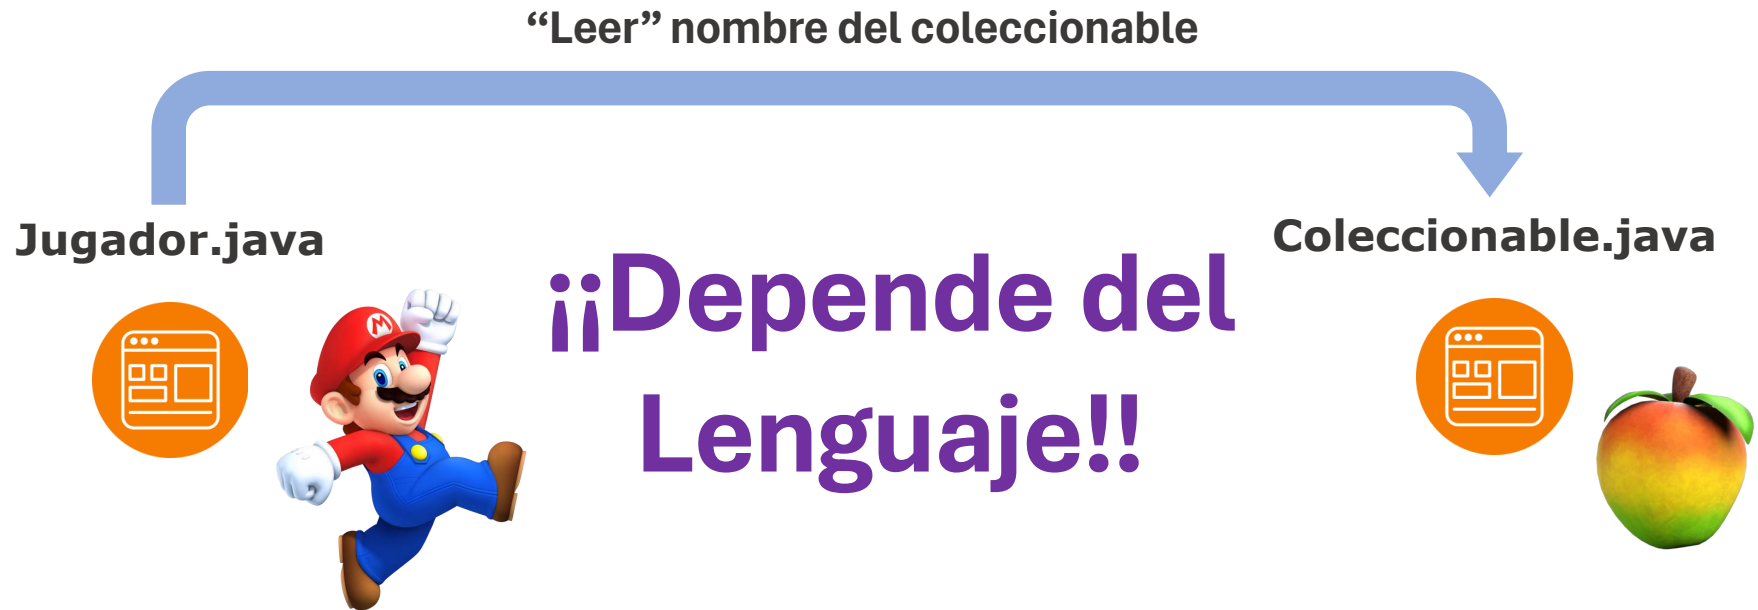 “Leer” nombre del coleccionable
Jugador.java
Coleccionable.java
¡¡Depende del
Lenguaje!!
M